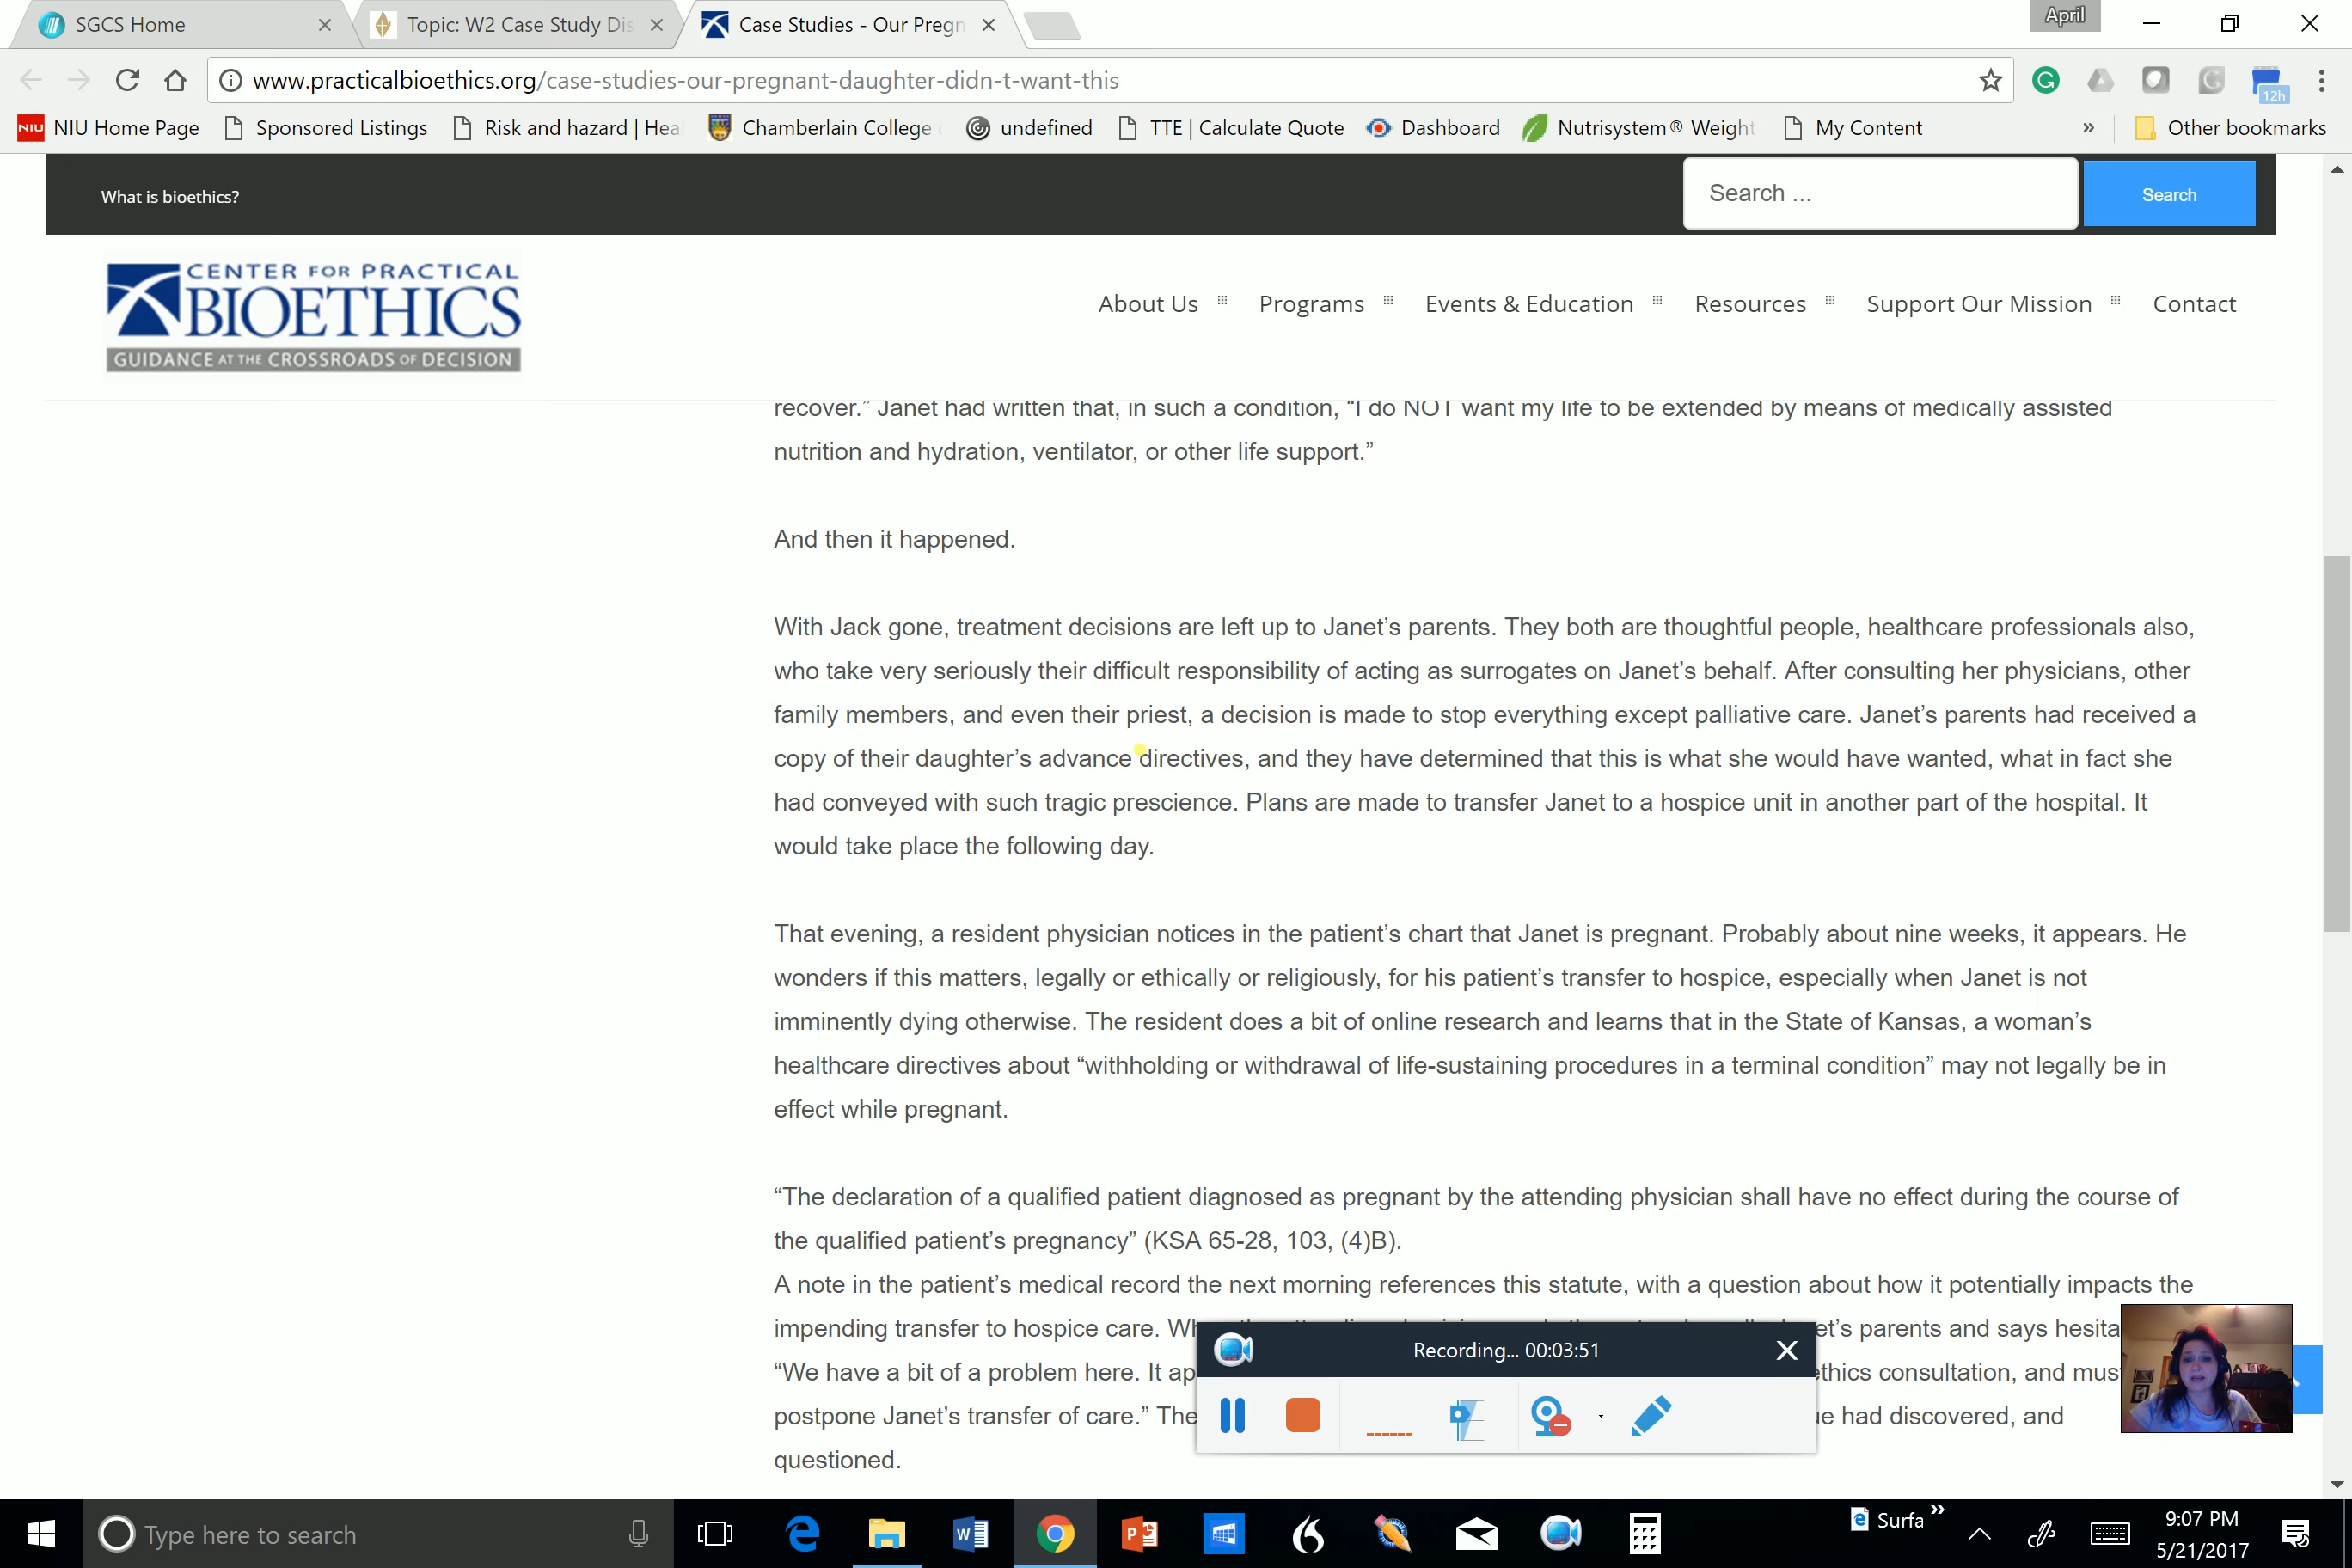 SGCS Home
Topic: W2 Case Study Dis
Case Studies - Our Pregn
April
www.practicalbioethics.org/case-studies-our-pregnant-daughter-didn-t-want-this
12h
NIU NIU Home Page
Sponsored Listings
Risk and hazard | Heal
Chamberlain College
undefined
TTE | Calculate Quote
Dashboard
Nutrisystem® Weight
My Content
»
Other bookmarks
What is bioethics?
Search ...
Search
CENTER FOR PRACTICAL
BIOETHICS
GUIDANCE AT THE CROSSROADS OF DECISION
About Us
Programs
Events & Education
Resources
Support Our Mission
Contact
recover.” Janet had written that, in such a condition, “I do NOT want my life to be extended by means of medically assisted
nutrition and hydration, ventilator, or other life support.”
And then it happened.
With Jack gone, treatment decisions are left up to Janet’s parents. They both are thoughtful people, healthcare professionals also,
who take very seriously their difficult responsibility of acting as surrogates on Janet’s behalf. After consulting her physicians, other
family members, and even their priest, a decision is made to stop everything except palliative care. Janet’s parents had received a
copy of their daughter’s advance directives, and they have determined that this is what she would have wanted, what in fact she
had conveyed with such tragic prescience. Plans are made to transfer Janet to a hospice unit in another part of the hospital. It
would take place the following day.
That evening, a resident physician notices in the patient’s chart that Janet is pregnant. Probably about nine weeks, it appears. He
wonders if this matters, legally or ethically or religiously, for his patient’s transfer to hospice, especially when Janet is not
imminently dying otherwise. The resident does a bit of online research and learns that in the State of Kansas, a woman’s
healthcare directives about “withholding or withdrawal of life-sustaining procedures in a terminal condition” may not legally be in
effect while pregnant.
“The declaration of a qualified patient diagnosed as pregnant by the attending physician shall have no effect during the course of
the qualified patient’s pregnancy” (KSA 65-28, 103, (4)B).
A note in the patient’s medical record the next morning references this statute, with a question about how it potentially impacts the
impending transfer to hospice care. et’s parents and says hesita
“We have a bit of a problem here. It ap ethics consultation, and must
postpone Janet’s transfer of care.” The ue had discovered, and
questioned.
Recording... 00:03:51
Type here to search
Surfa »
9:07 PM
5/21/2017